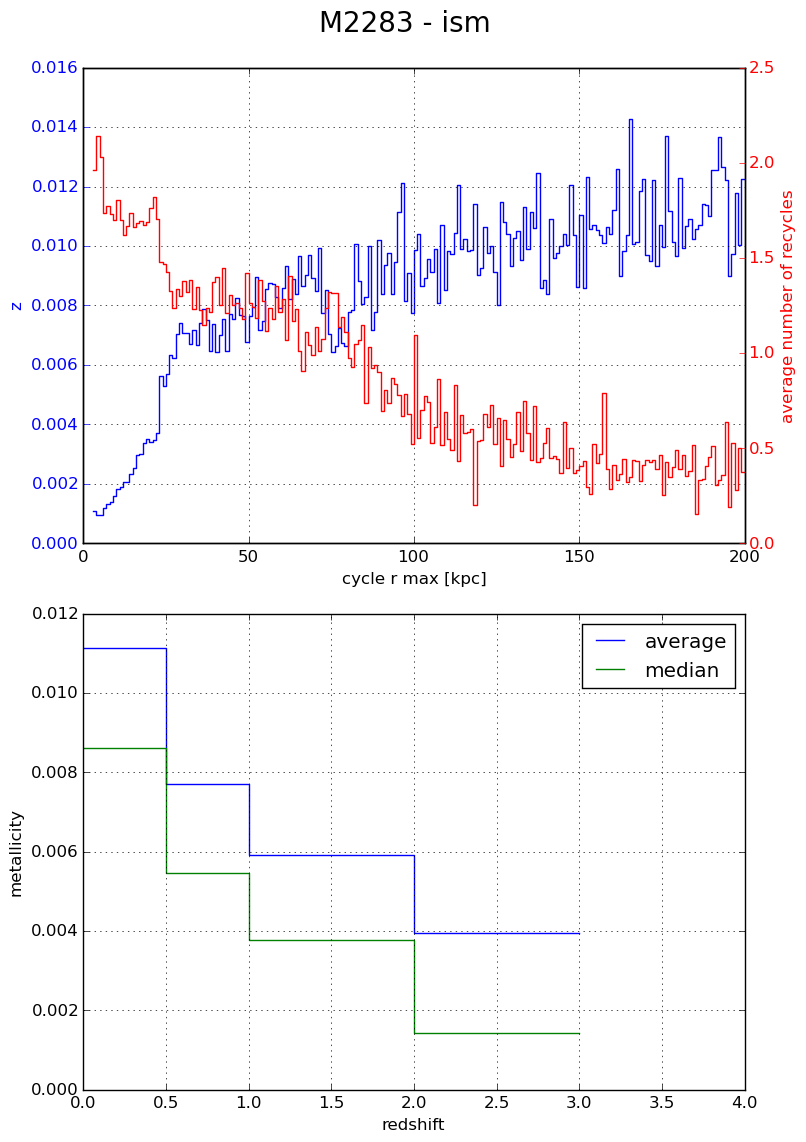 M2283 - ism
0.016
0.014
0.012
0.010
0.008
0.006
0.004
0.002
0.000
z
2.5
2.0
1.5
1.0
0.5
0.0
average number of recycles
0 50 100 150 200
cycle r max [kpc]
0.012
0.010
0.008
0.006
0.004
0.002
0.000
metallicity
average
median
0.0 0.5 1.0 1.5 2.0 2.5 3.0 3.5 4.0
redshift